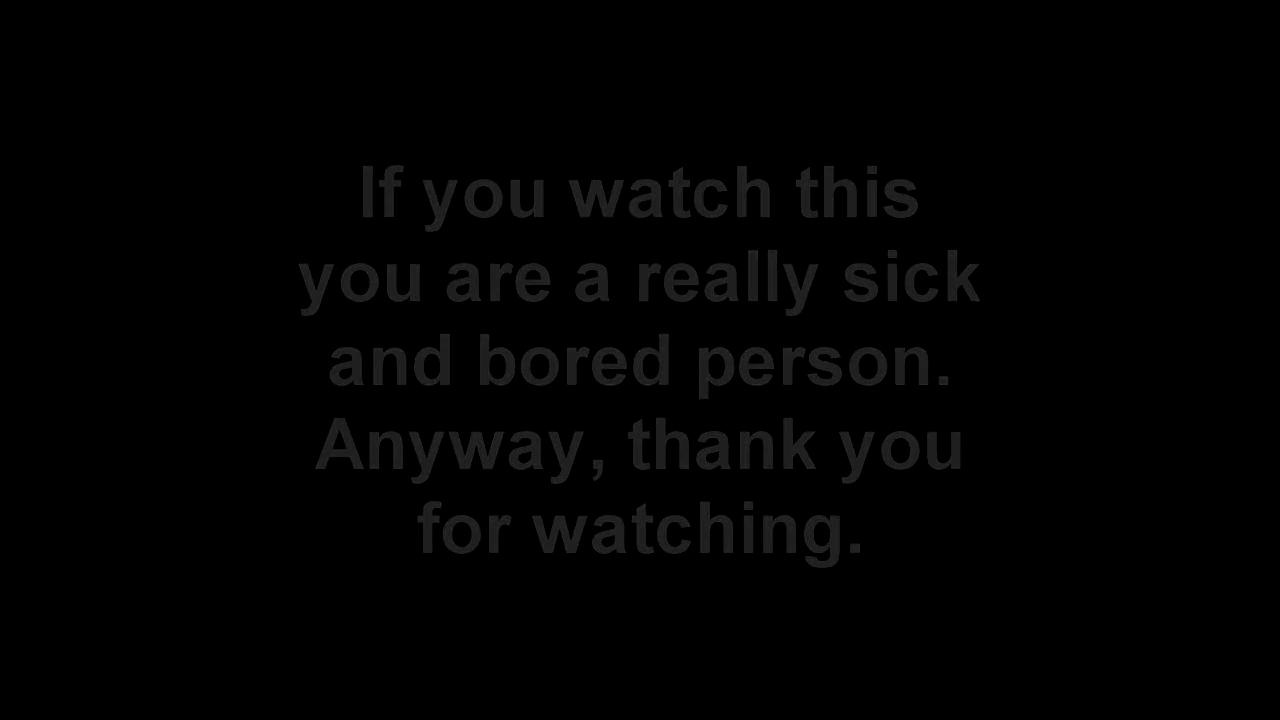 If you watch this
you are a really sick
and bored person.
Anyway, thank you
for watching.